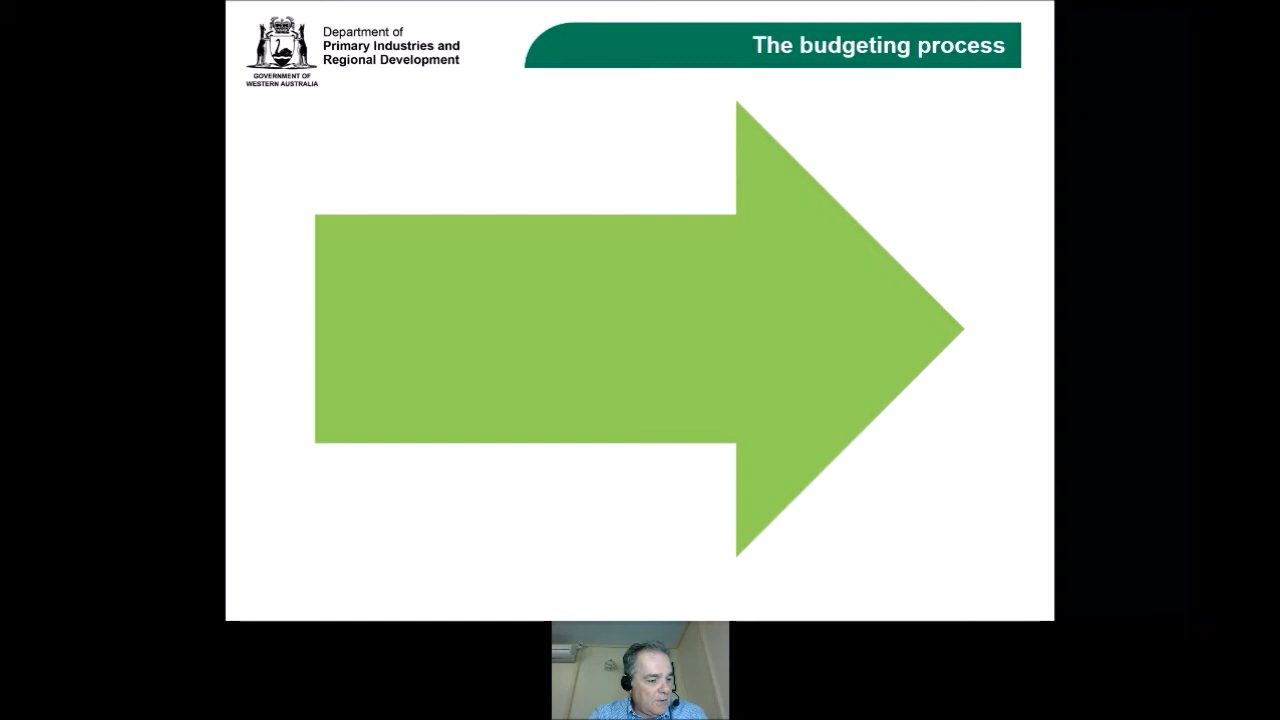 Department of
Primary Industries and
Regional Development
GOVERNMENT OF
WESTERN AUSTRALIA
The budgeting process